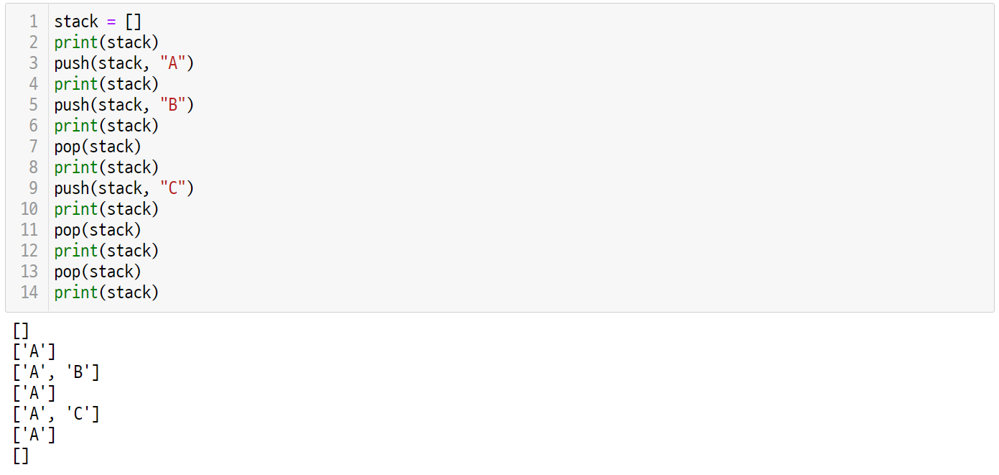 1 stack = []
2 print(stack)
3 push(stack, "A")
4 print(stack)
5 push(stack, "B")
6 print(stack)
7 pop(stack)
8 print(stack)
9 push(stack, "C")
10 print(stack)
11 pop(stack)
12 print(stack)
13 pop(stack)
14 print(stack)
[]
['A']
['A', 'B']
['A']
['A', 'C']
['A']
[]